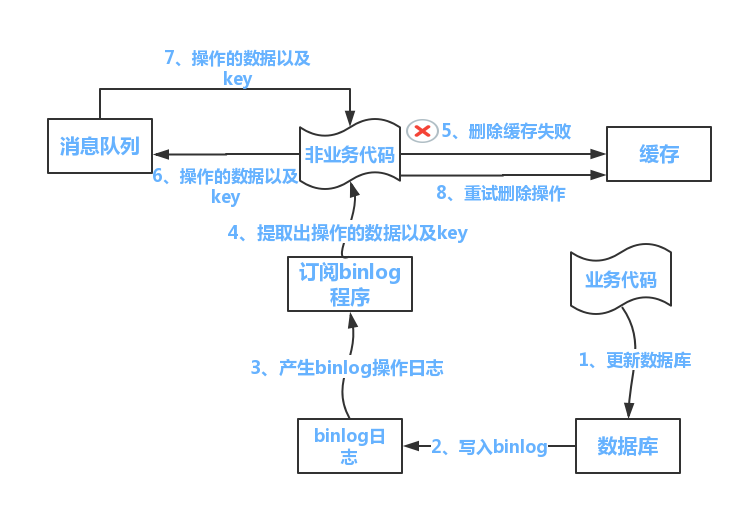 7、操作的数据以及
key
消息队列
非业务代码
5、删除缓存失败
缓存
6、操作的数据以及
key
8、重试删除操作
4、提取出操作的数据以及key
订阅binlog
程序
业务代码
3、产生binlog操作日志
1、更新数据库
binlog日
志
2、写入binlog
数据库